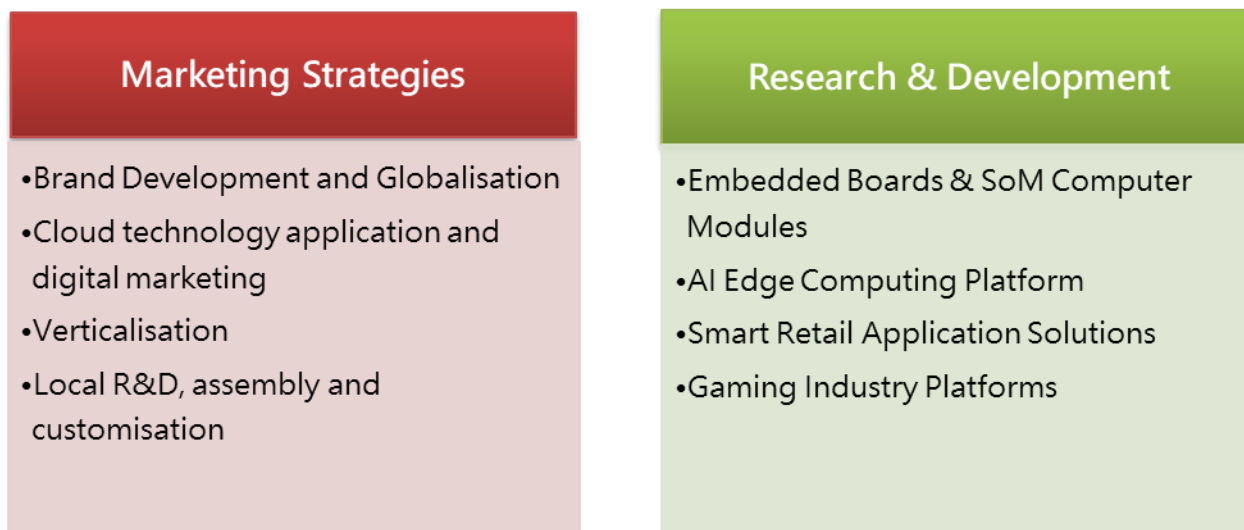 Marketing Strategies
•Brand Development and Globalisation
•Cloud technology application and
digital marketing
•Verticalisation
•Local R&D, assembly and
customisation
Research & Development
•Embedded Boards & SoM Computer
Modules
•AI Edge Computing Platform
•Smart Retail Application Solutions
•Gaming Industry Platforms